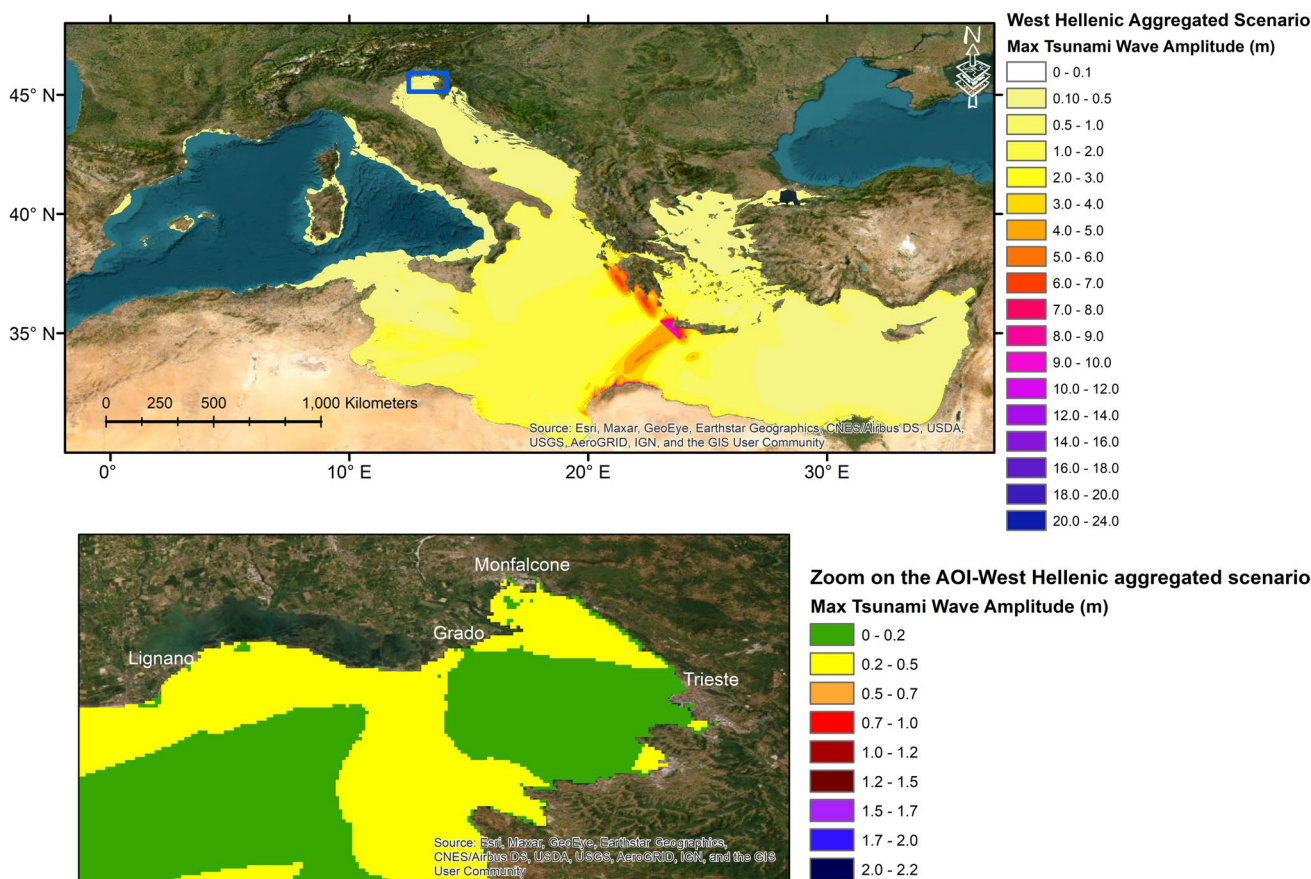 West Hellenic Aggregated Scenario
Max Tsunami Wave Amplitude (m)
N
0 - 0.1
0.10 - 0.5
0.5 - 1.0
1.0 - 2.0
2.0 - 3.0
3.0 - 4.0
4.0 - 5.0
5.0 - 6.0
6.0 - 7.0
7.0 - 8.0
8.0 - 9.0
9.0 - 10.0
10.0 - 12.0
12.0 - 14.0
14.0 - 16.0
16.0 - 18.0
18.0 - 20.0
20.0 - 24.0
45° N
40° N
35° N
0 250 500 1,000 Kilometers
Source: Esri, Maxar, GeoEye, Earthstar Geographics, CNES/Airbus DS, USDA,
USGS, AeroGRID, IGN, and the GIS User Community
0° 10° E 20° E 30° E
Monfalcone
Grado
Lignano
Trieste
Source: Esri, Maxar, GeoEye, Earthstar Geographics,
CNES/Airbus DS, USDA, USGS, AeroGRID, IGN, and the GIS
User Community
Zoom on the AOI-West Hellenic aggregated scenario
Max Tsunami Wave Amplitude (m)
0 - 0.2
0.2 - 0.5
0.5 - 0.7
0.7 - 1.0
1.0 - 1.2
1.2 - 1.5
1.5 - 1.7
1.7 - 2.0
2.0 - 2.2